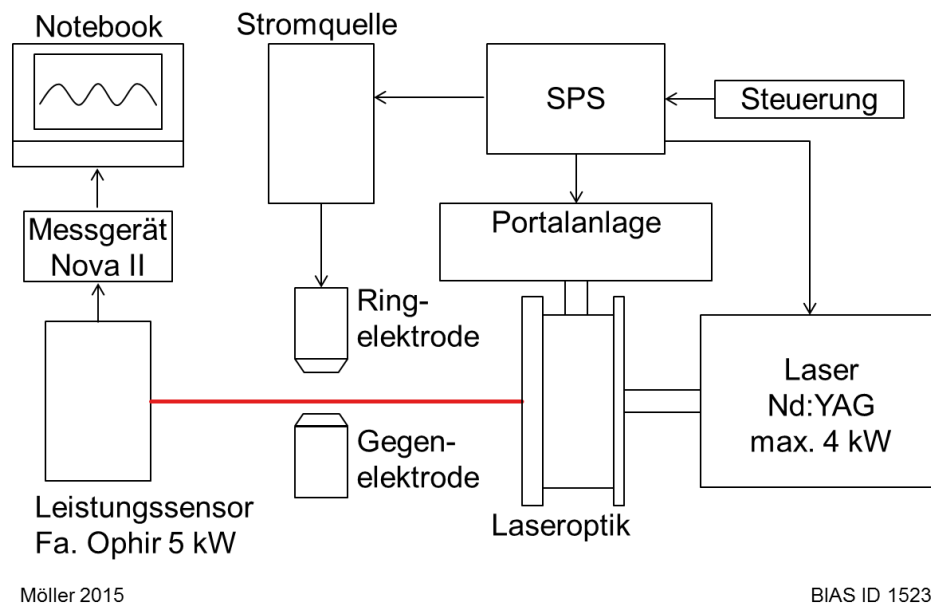 Notebook
Stromquelle
SPS
Steuerung
Messgerät
Nova II
Portalanlage
Ring-
elektrode
Laser
Nd:YAG
max. 4 kW
Gegen-
elektrode
Leistungssensor
Fa. Ophir 5 kW
Laseroptik
Möller 2015
BIAS ID 1523